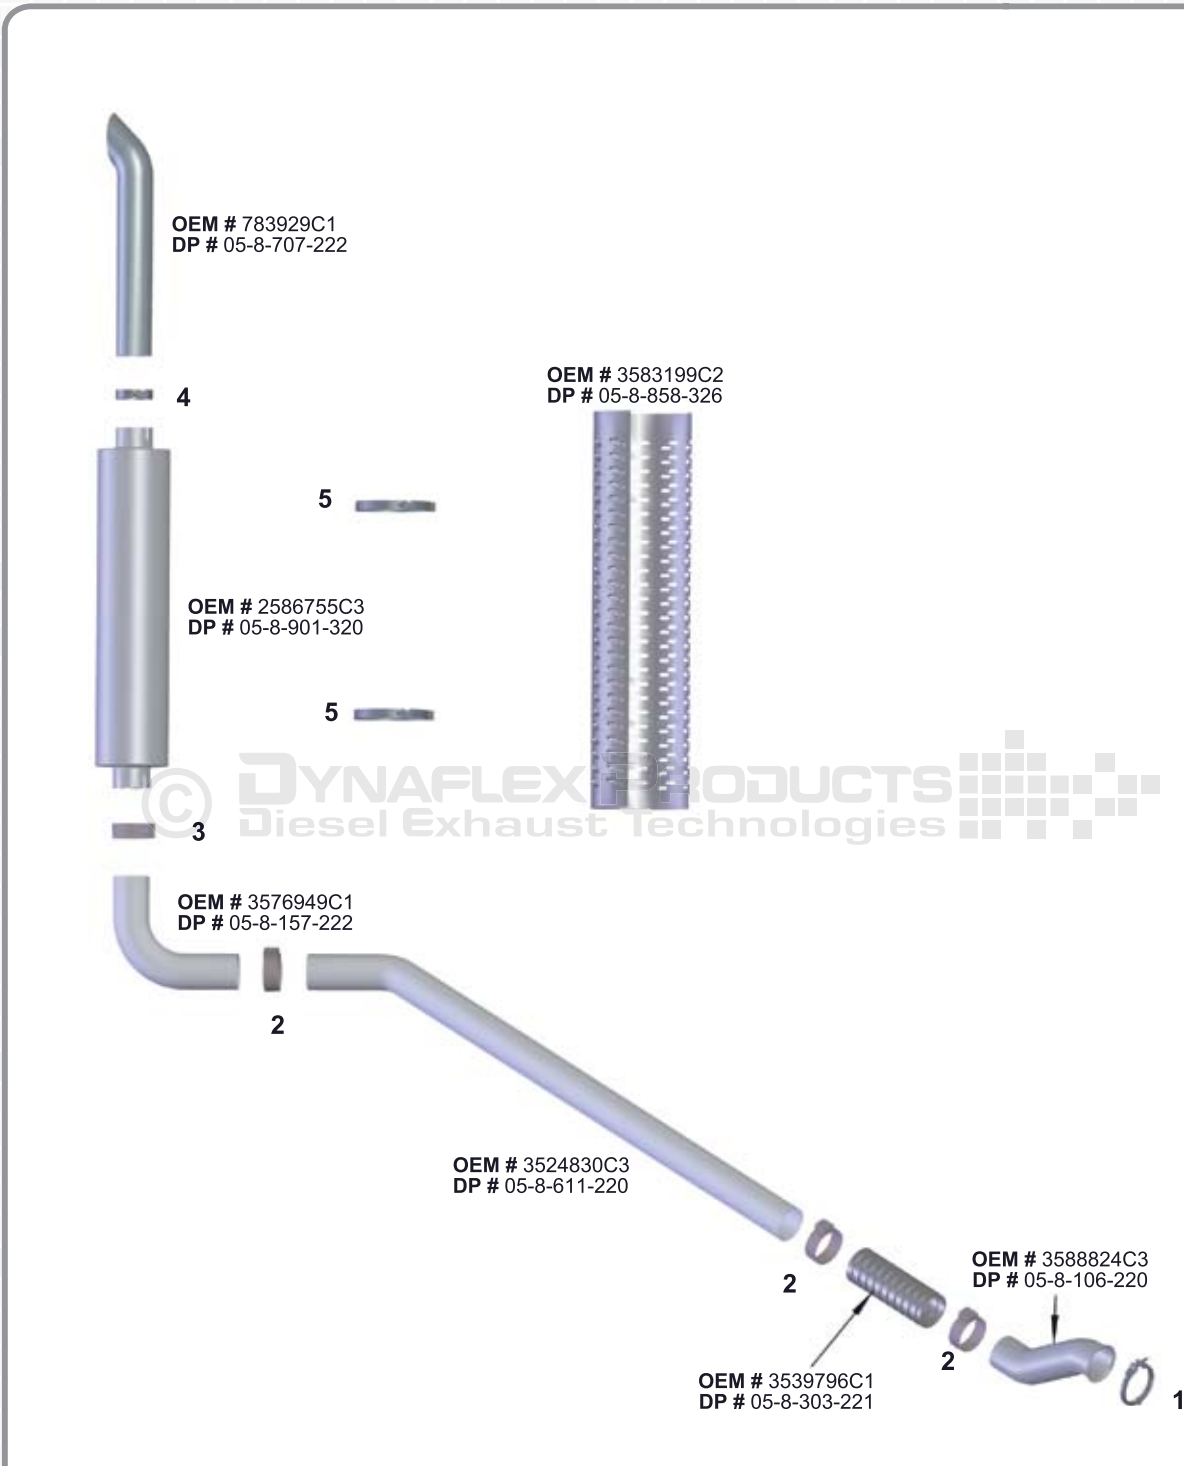 OEM # 783929C1
DP # 05-8-707-222
4
OEM # 3583199C2
DP # 05-8-858-326
5
OEM # 2586755C3
DP # 05-8-901-320
5
© DYNAFLEX PRODUCTS
Diesel Exhaust Technologies
3
OEM # 3576949C1
DP # 05-8-157-222
2
OEM # 3524830C3
DP # 05-8-611-220
2
OEM # 3588824C3
DP # 05-8-106-220
2
OEM # 3539796C1
DP # 05-8-303-221
1